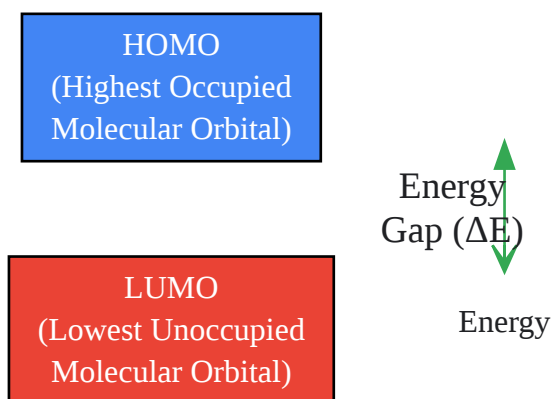 HOMO
(Highest Occupied
Molecular Orbital)
Energy
Gap (ΔE)
LUMO
(Lowest Unoccupied
Molecular Orbital)
Energy